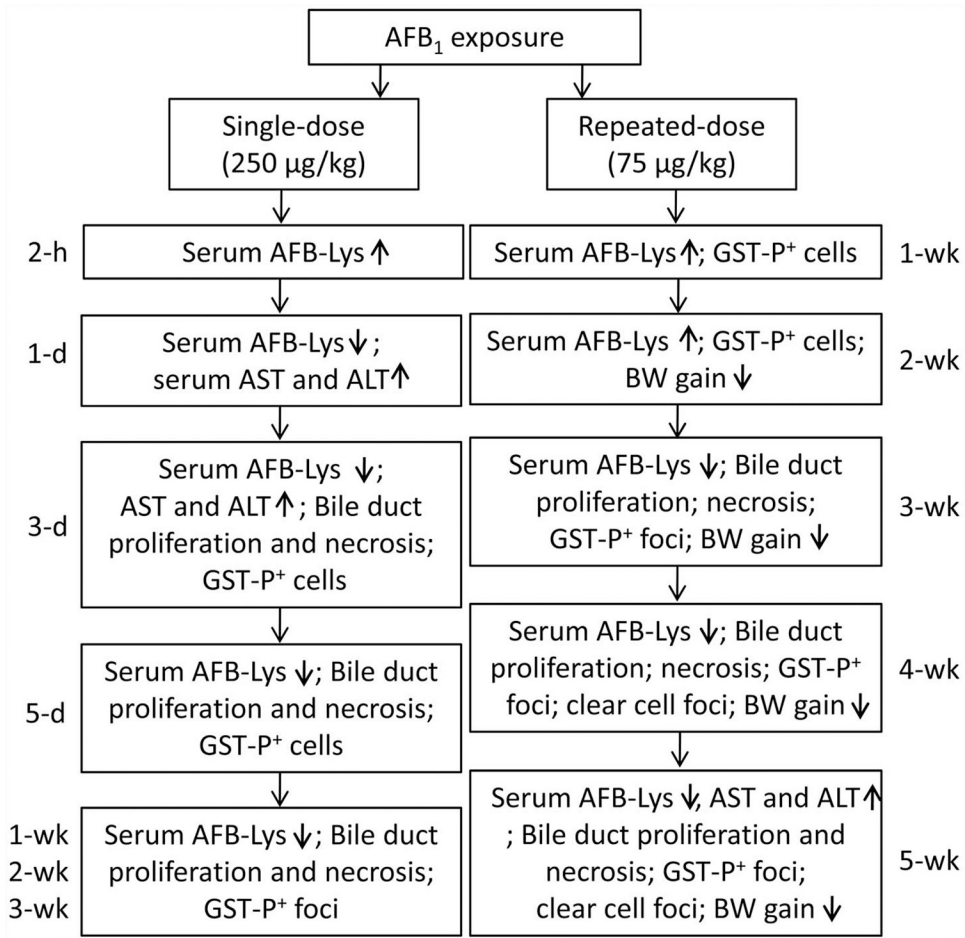 AFB₁ exposure
Single-dose
(250 µg/kg)
Repeated-dose
(75 µg/kg)
2-h
Serum AFB-Lys ↑
1-d
Serum AFB-Lys ↓;
serum AST and ALT ↑
3-d
Serum AFB-Lys ↓;
AST and ALT ↑; Bile duct
proliferation and necrosis;
GST-P⁺ cells
5-d
Serum AFB-Lys ↓; Bile duct
proliferation and necrosis;
GST-P⁺ cells
1-wk
2-wk
3-wk
Serum AFB-Lys ↓; Bile duct
proliferation and necrosis;
GST-P⁺ foci
Serum AFB-Lys ↑; GST-P⁺ cells
1-wk
Serum AFB-Lys ↑; GST-P⁺ cells;
BW gain ↓
2-wk
Serum AFB-Lys ↓; Bile duct
proliferation; necrosis;
GST-P⁺ foci; BW gain ↓
3-wk
Serum AFB-Lys ↓; Bile duct
proliferation; necrosis; GST-P⁺
foci; clear cell foci; BW gain ↓
4-wk
Serum AFB-Lys ↓, AST and ALT ↑
; Bile duct proliferation and
necrosis; GST-P⁺ foci;
clear cell foci; BW gain ↓
5-wk